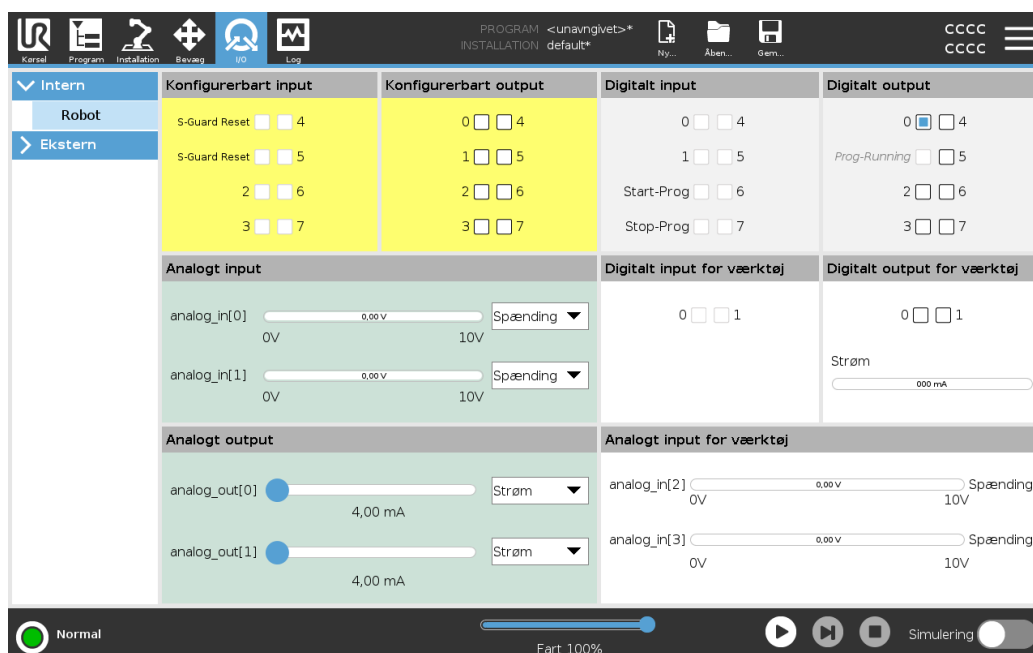 UR
Kørsel
Program
Installation
Bevæg
I/O
Log
PROGRAM <unavngivet>*
INSTALLATION default*
Ny...
Åben...
Gem...
cccc
cccc
Intern
Robot
Ekstern
Konfigurerbart input
S-Guard Reset 4
S-Guard Reset 5
2 6
3 7
Konfigurerbart output
0 4
1 5
2 6
3 7
Digitalt input
0 4
1 5
Start-Prog 6
Stop-Prog 7
Digitalt output
0 4
Prog-Running 5
2 6
3 7
Analogt input
analog_in[0] 0,00 V Spænding
0V 10V
analog_in[1] 0,00 V Spænding
0V 10V
Digitalt input for værktøj
0 1
Digitalt output for værktøj
0 1
Strøm
000 mA
Analogt output
analog_out[0] Strøm
4,00 mA
analog_out[1] Strøm
4,00 mA
Analogt input for værktøj
analog_in[2] 0,00 V Spænding
0V 10V
analog_in[3] 0,00 V Spænding
0V 10V
Normal
Fart 100%
Simulering